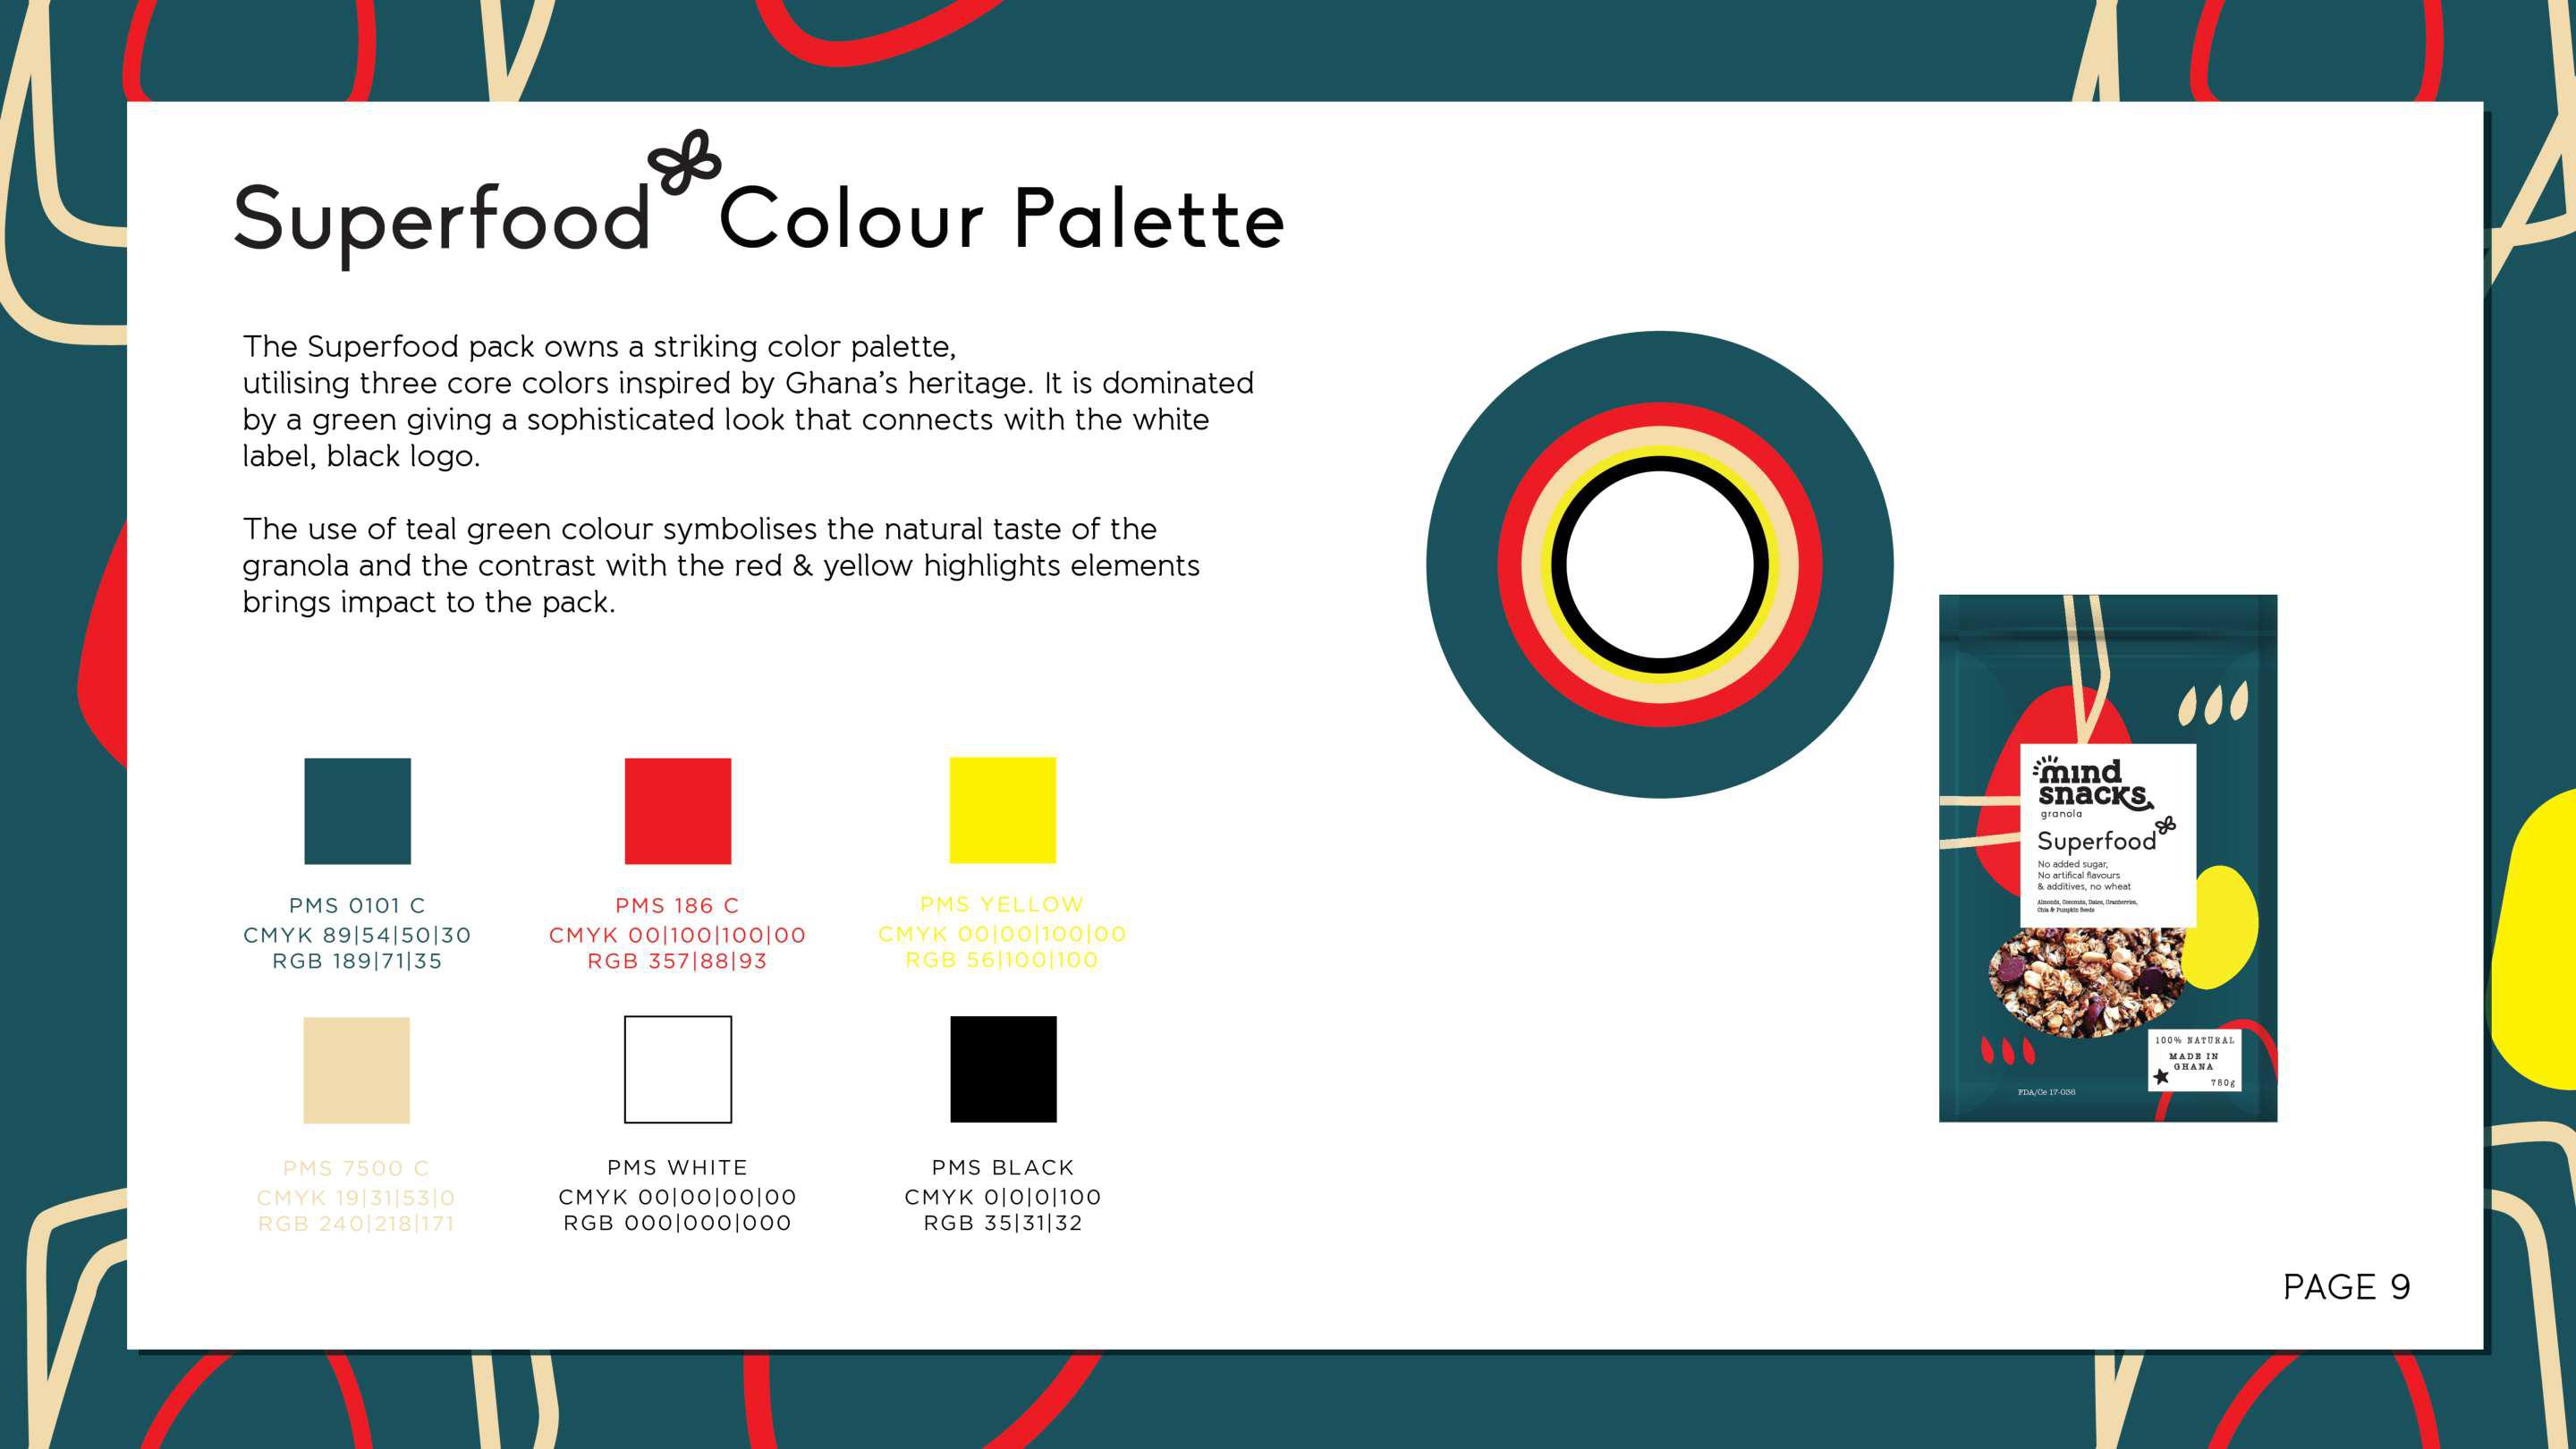 Superfood Colour Palette
The Superfood pack owns a striking color palette,
utilising three core colors inspired by Ghana’s heritage. It is dominated
by a green giving a sophisticated look that connects with the white
label, black logo.
The use of teal green colour symbolises the natural taste of the
granola and the contrast with the red & yellow highlights elements
brings impact to the pack.
PMS 0101 C
CMYK 89|54|50|30
RGB 189|71|35
PMS 186 C
CMYK 00|100|100|00
RGB 357|88|93
PMS YELLOW
CMYK 00|00|100|00
RGB 56|100|100
PMS 7500 C
CMYK 19|31|53|0
RGB 240|218|171
PMS WHITE
CMYK 00|00|00|00
RGB 000|000|000
PMS BLACK
CMYK 0|0|0|100
RGB 35|31|32
mind
snacks
granola
Superfood
No added sugar,
No artifical flavours
& additives, no wheat
Almonds, Coconuts, Dates, Cranberries,
Chia & Pumpkin Seeds
100% NATURAL
MADE IN
GHANA
780g
FDA/Ce 17-036
PAGE 9